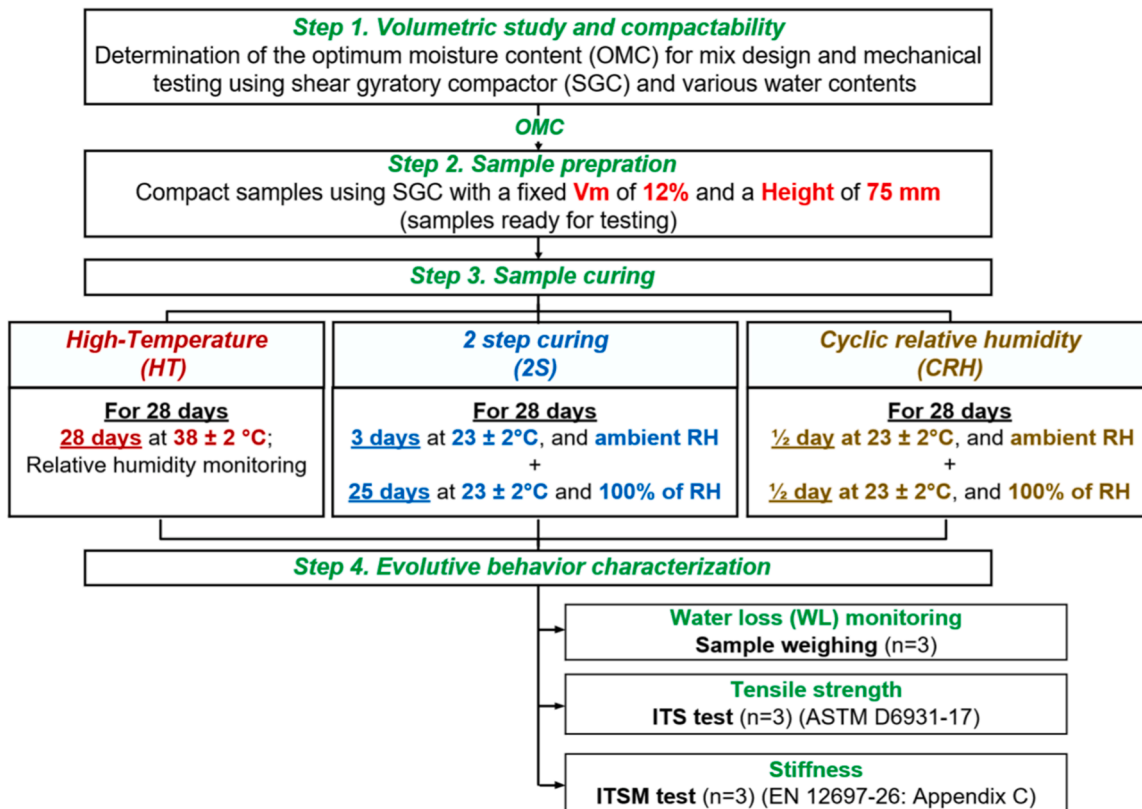 Step 1. Volumetric study and compactability
Determination of the optimum moisture content (OMC) for mix design and mechanical
testing using shear gyratory compactor (SGC) and various water contents
OMC
Step 2. Sample prepration
Compact samples using SGC with a fixed Vm of 12% and a Height of 75 mm
(samples ready for testing)
Step 3. Sample curing
High-Temperature
(HT)
For 28 days
28 days at 38 ± 2 °C;
Relative humidity monitoring
2 step curing
(2S)
For 28 days
3 days at 23 ± 2°C, and ambient RH
+
25 days at 23 ± 2°C and 100% of RH
Cyclic relative humidity
(CRH)
For 28 days
½ day at 23 ± 2°C, and ambient RH
+
½ day at 23 ± 2°C, and 100% of RH
Step 4. Evolutive behavior characterization
Water loss (WL) monitoring
Sample weighing (n=3)
Tensile strength
ITS test (n=3) (ASTM D6931-17)
Stiffness
ITSM test (n=3) (EN 12697-26: Appendix C)